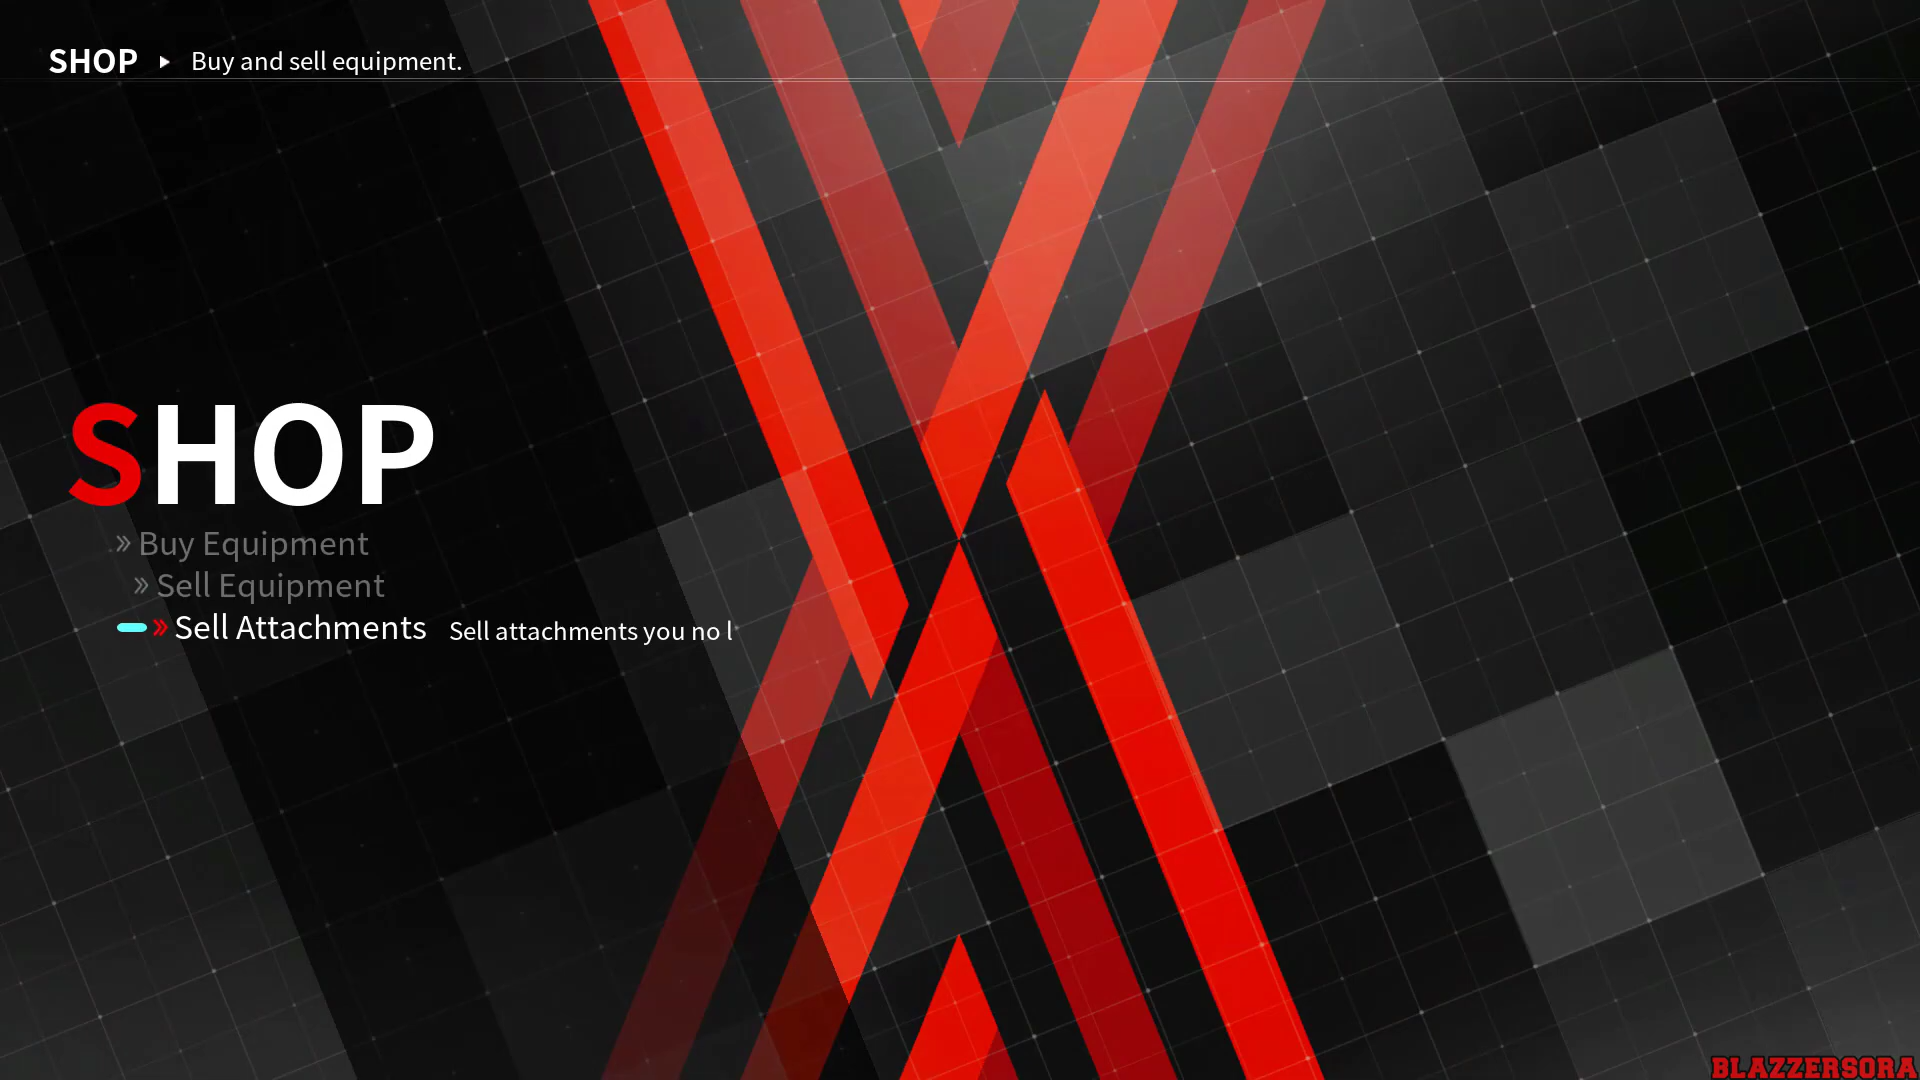 SHOP ▶ Buy and sell equipment.
SHOP
» Buy Equipment
» Sell Equipment
» Sell Attachments Sell attachments you no l
BLAZZERSORA